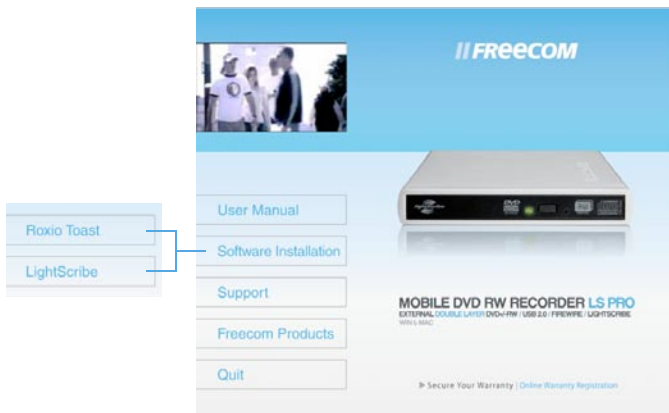 FREECOM
Roxio Toast
LightScribe
User Manual
Software Installation
Support
Freecom Products
Quit
MOBILE DVD RW RECORDER LS PRO
EXTERNAL DOUBLE LAYER DVD+/-RW / USB 2.0 / FIREWIRE / LIGHTSCRIBE
WIN & MAC
Secure Your Warranty | Online Warranty Registration